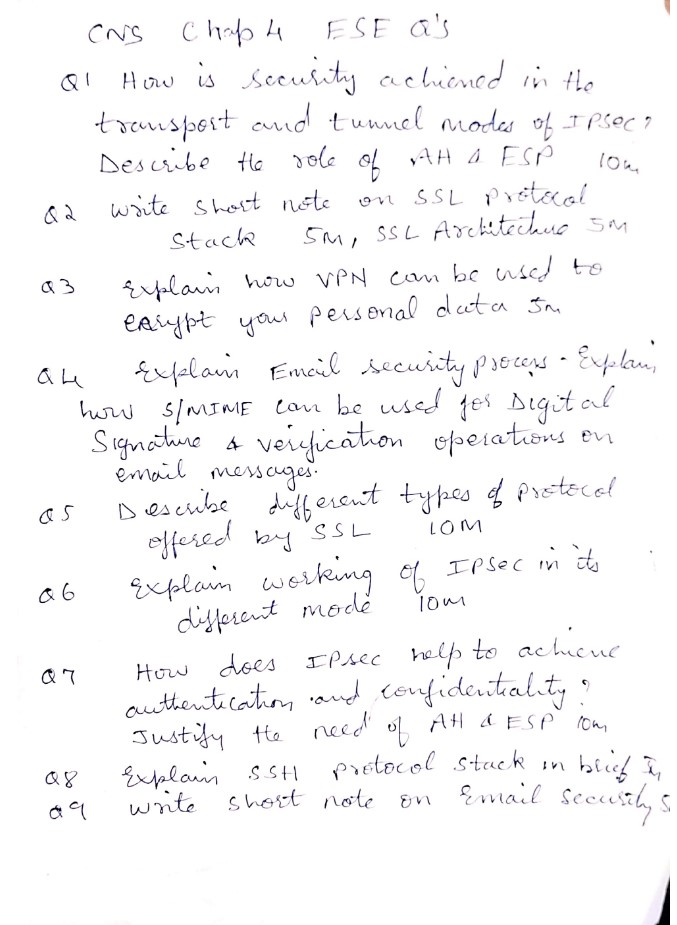 CNS Chap 4 ESE Q's
Q1 How is security achieved in the
transport and tunnel modes of IPsec?
Describe the role of AH & ESP 10m
Q2 write short note on SSL protocol
Stack 5M, SSL Architecture 5M
Q3 Explain how VPN can be used to
encrypt your personal data 5m
Q4 Explain Email security process - Explain
how S/MIME can be used for Digital
Signature & verification operations on
email messages.
Q5 Describe different types of protocol
offered by SSL 10M
Q6 Explain working of IPSec in its
different mode 10m
Q7 How does IPsec help to achieve
authentication and confidentiality?
Justify the need of AH & ESP 10m
Q8 Explain SSH protocol stack in brief 5m
Q9 write short note on Email security 5